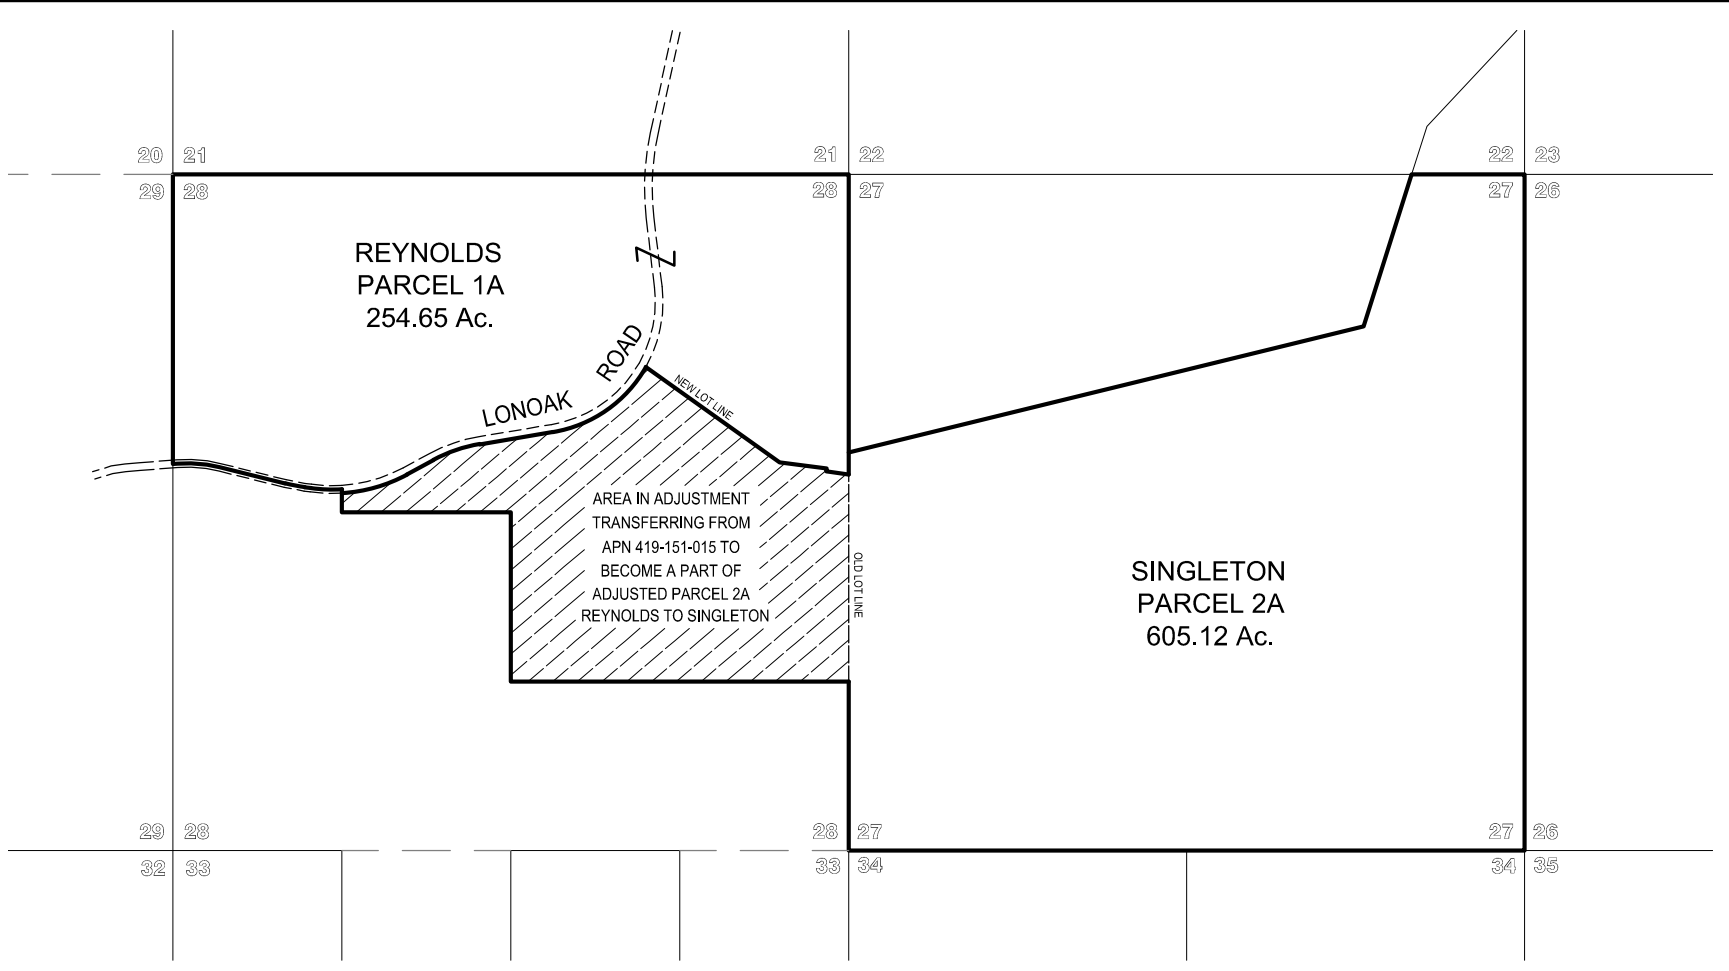 20 21
21 22
22 23
29 28
28 27
27 26
REYNOLDS
PARCEL 1A
254.65 Ac.
Z
LONOAK ROAD
NEW LOT LINE
AREA IN ADJUSTMENT
TRANSFERRING FROM
APN 419-151-015 TO
BECOME A PART OF
ADJUSTED PARCEL 2A
REYNOLDS TO SINGLETON
OLD LOT LINE
SINGLETON
PARCEL 2A
605.12 Ac.
29 28
28 27
27 26
32 33
33 34
34 35